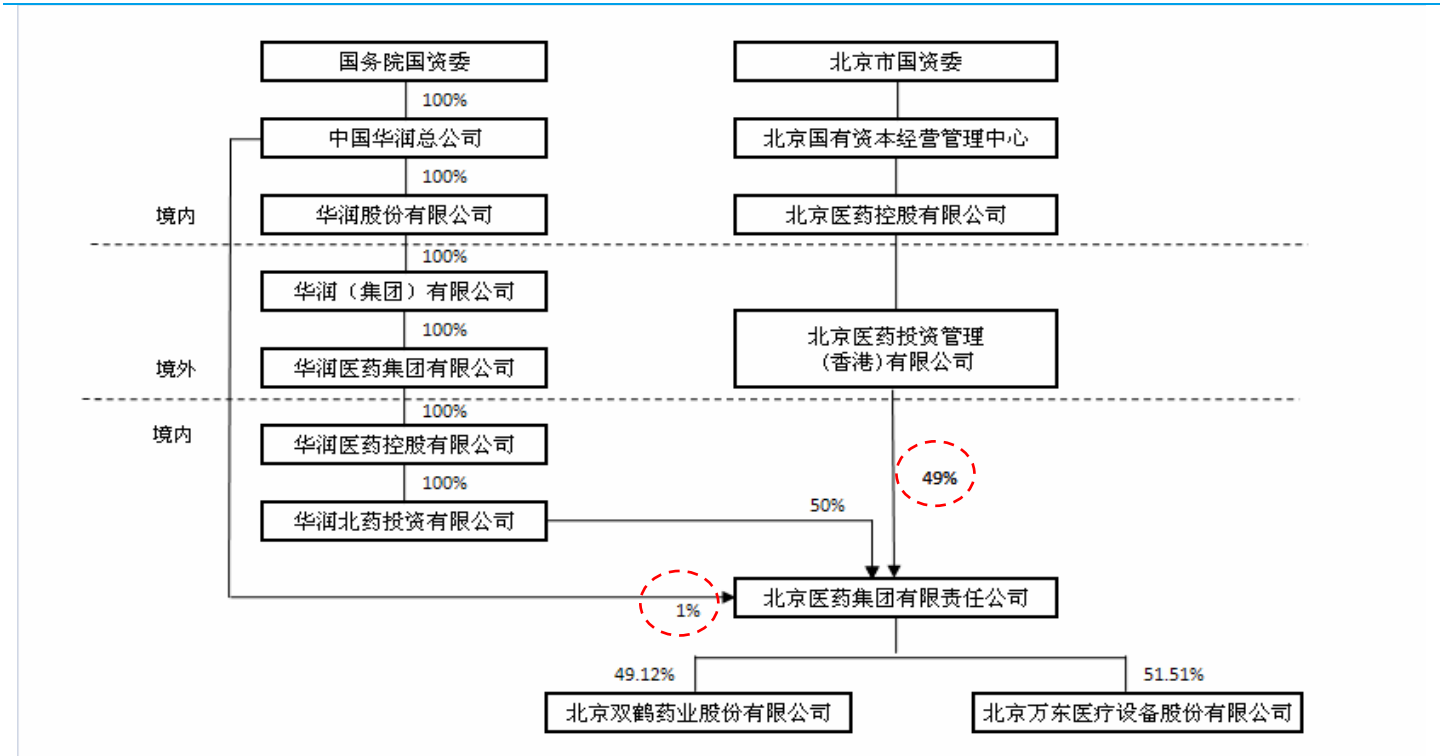 国务院国资委
北京市国资委
100%
中国华润总公司
北京国有资本经营管理中心
100%
境内
华润股份有限公司
北京医药控股有限公司
100%
华润（集团）有限公司
100%
北京医药投资管理
(香港)有限公司
境外
华润医药集团有限公司
100%
境内
华润医药控股有限公司
100%
49%
华润北药投资有限公司
50%
1%
北京医药集团有限责任公司
49.12%
51.51%
北京双鹤药业股份有限公司
北京万东医疗设备股份有限公司